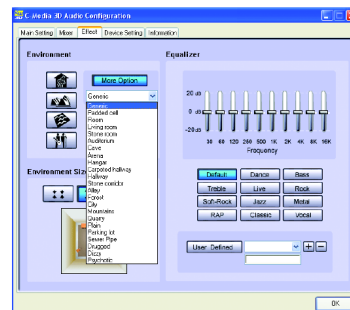 C-Media 3D Audio Configuration
Main Setting Mixer Effect Device Setting Information
Environment
More Option
Generic
Generic
Padded cell
Room
Living room
Stone room
Auditorium
Cave
Arena
Hangar
Carpeted hallway
Hallway
Stone corridor
Alley
Forest
City
Mountains
Quarry
Plain
Parking lot
Sewer Pipe
Drugged
Dizzy
Psychotic
Environment Size
Equalizer
20 dB
0 dB
-20dB
30 60 120 250 500 1K 2K 4K 8K 16K
Frequency
Default Dance Bass
Treble Live Rock
Soft-Rock Jazz Metal
RAP Classic Vocal
User Defined
OK